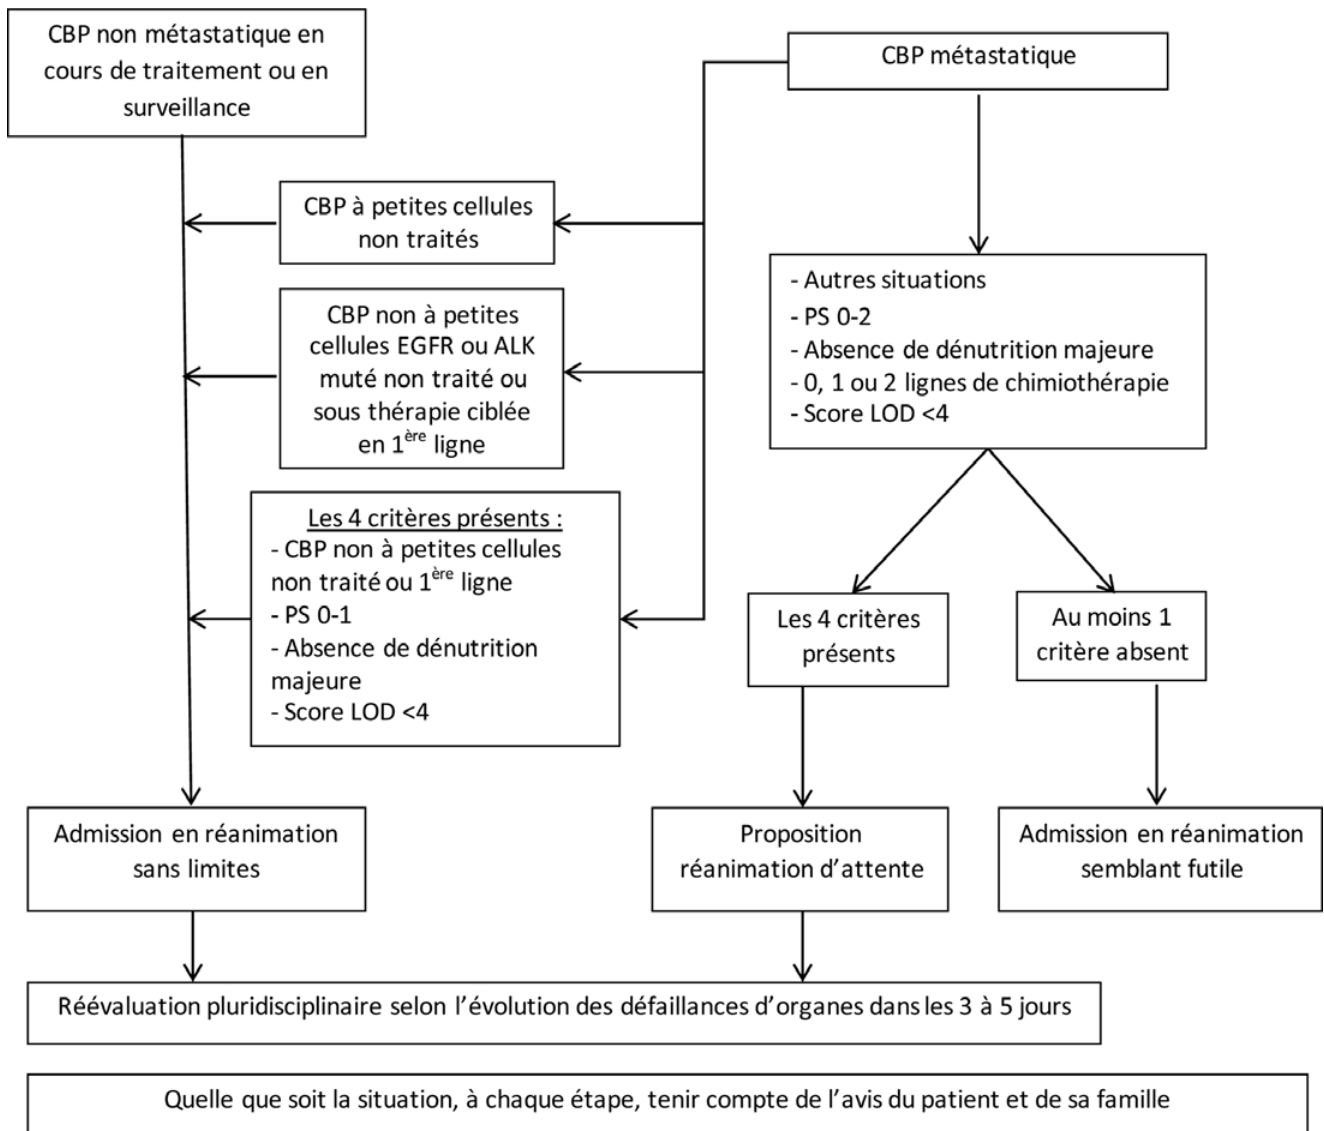 CBP non métastatique en
cours de traitement ou en
surveillance
CBP métastatique
CBP à petites cellules
non traités
CBP non à petites
cellules EGFR ou ALK
muté non traité ou
sous thérapie ciblée
en 1ère ligne
- Autres situations
- PS 0-2
- Absence de dénutrition majeure
- 0, 1 ou 2 lignes de chimiothérapie
- Score LOD <4
Les 4 critères présents :
- CBP non à petites cellules
non traité ou 1ère ligne
- PS 0-1
- Absence de dénutrition
majeure
- Score LOD <4
Les 4 critères
présents
Au moins 1
critère absent
Admission en réanimation
sans limites
Proposition
réanimation d’attente
Admission en réanimation
semblant futile
Réévaluation pluridisciplinaire selon l’évolution des défaillances d’organes dans les 3 à 5 jours
Quelle que soit la situation, à chaque étape, tenir compte de l’avis du patient et de sa famille